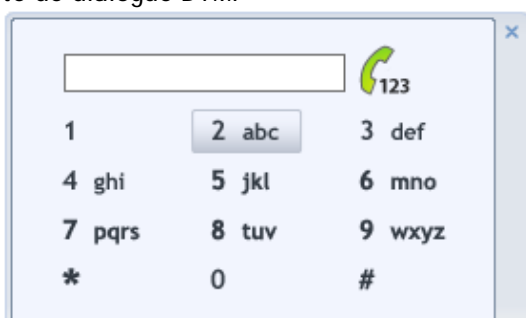 123
1 2 abc 3 def
4 ghi 5 jkl 6 mno
7 pqrs 8 tuv 9 wxyz
* 0 #